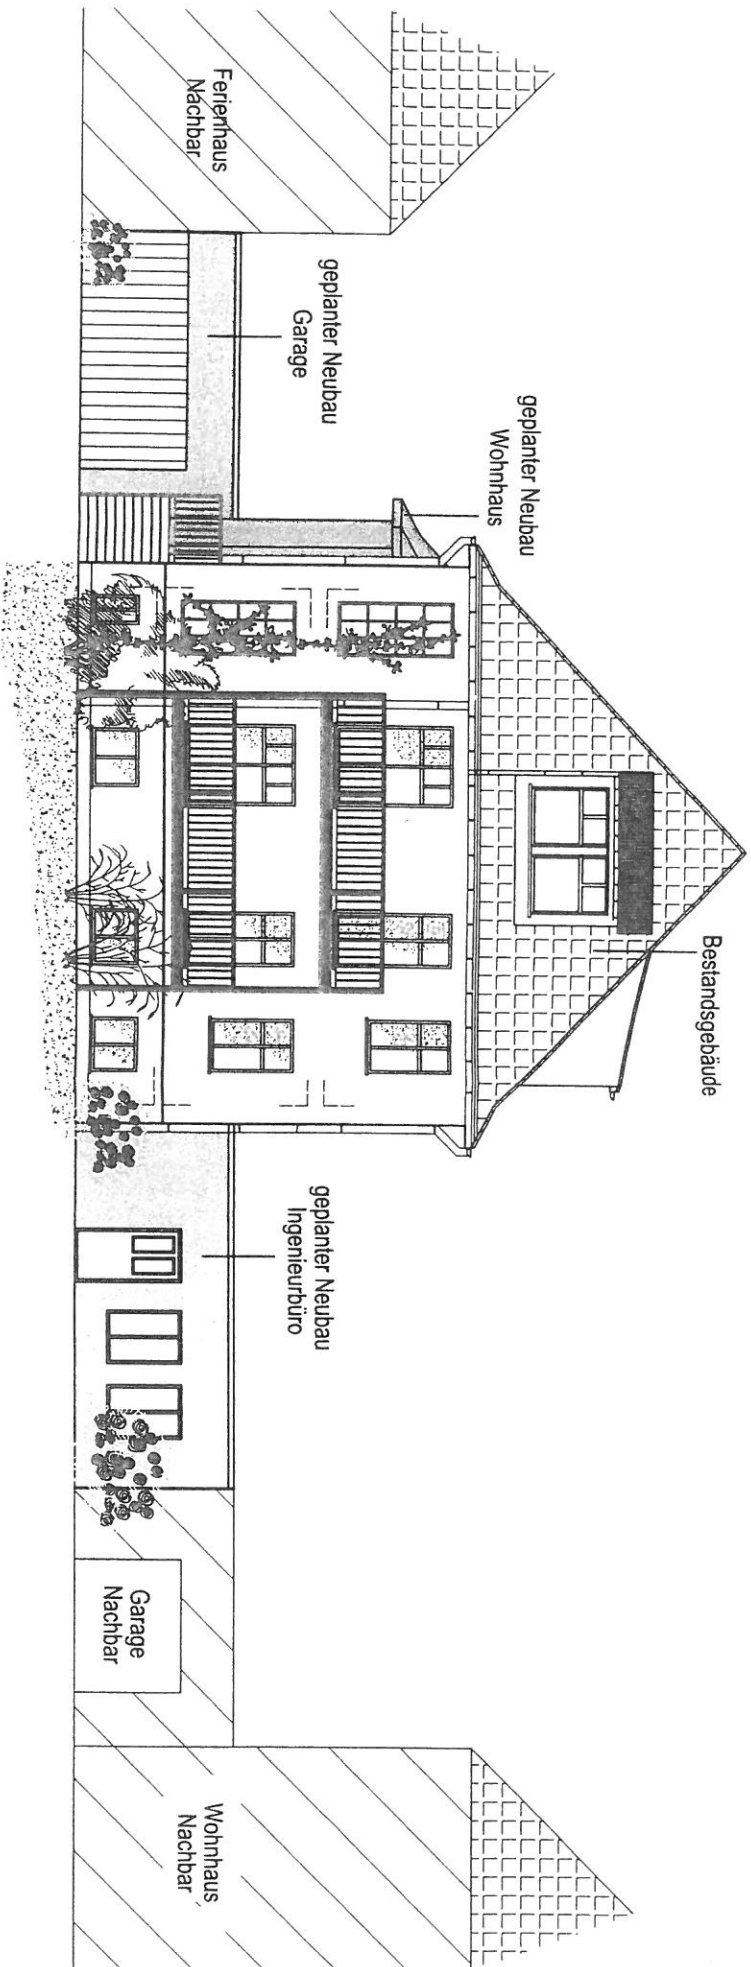 Ferienhaus
Nachbar
geplanter Neubau
Garage
geplanter Neubau
Wohnhaus
Bestandsgebäude
geplanter Neubau
Ingenieurbüro
Garage
Nachbar
Wohnhaus
Nachbar